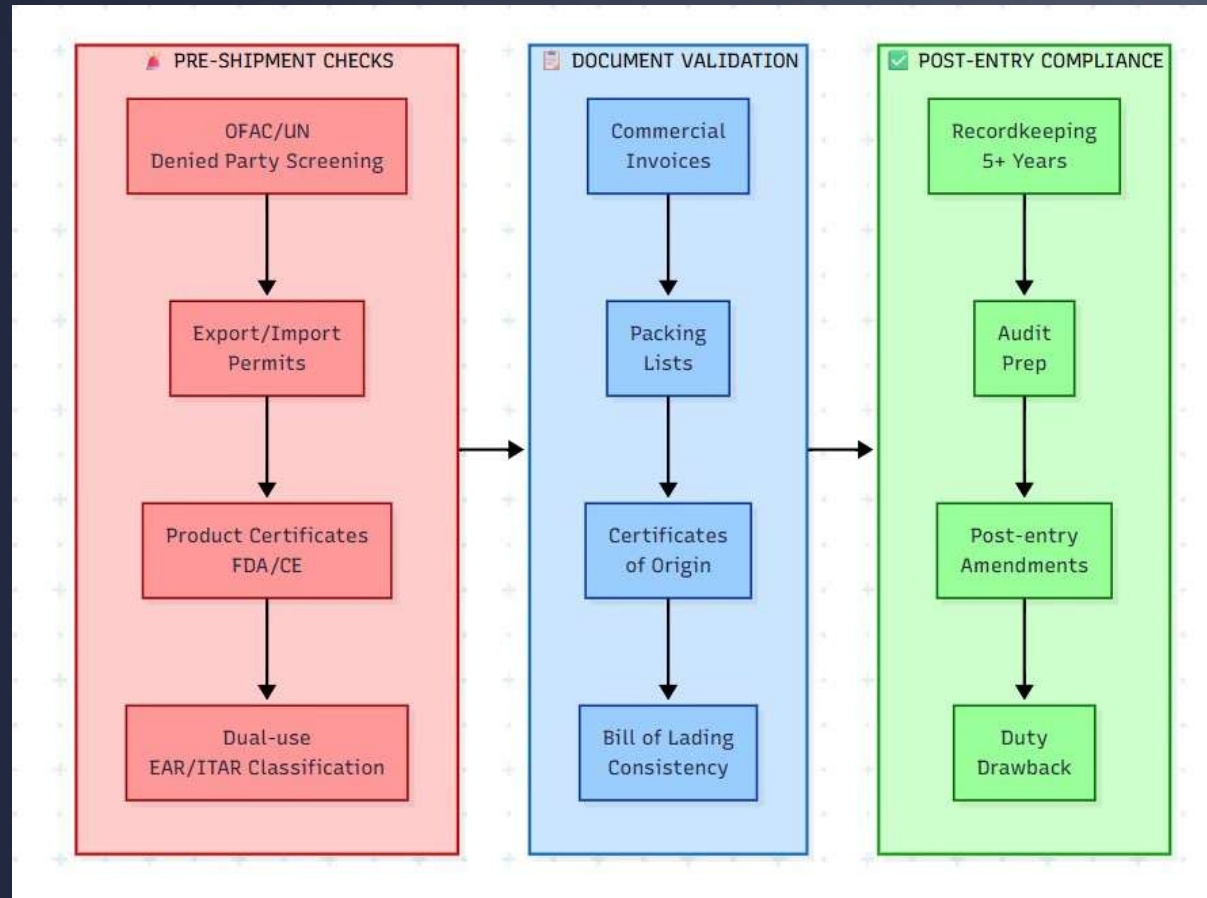 🚨 PRE-SHIPMENT CHECKS
OFAC/UN
Denied Party Screening
Export/Import
Permits
Product Certificates
FDA/CE
Dual-use
EAR/ITAR Classification
📋 DOCUMENT VALIDATION
Commercial
Invoices
Packing
Lists
Certificates
of Origin
Bill of Lading
Consistency
✅ POST-ENTRY COMPLIANCE
Recordkeeping
5+ Years
Audit
Prep
Post-entry
Amendments
Duty
Drawback